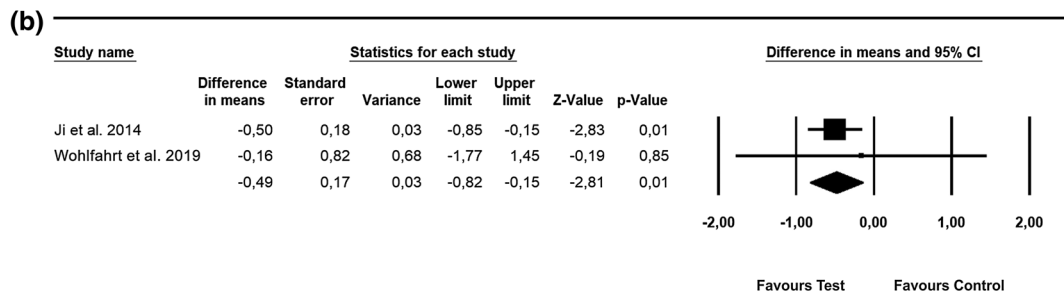 (b)
Study name Statistics for each study Difference in means and 95% CI
Difference Standard Lower Upper
in means error Variance limit limit Z-Value p-Value
Ji et al. 2014 -0,50 0,18 0,03 -0,85 -0,15 -2,83 0,01
Wohlfahrt et al. 2019 -0,16 0,82 0,68 -1,77 1,45 -0,19 0,85
-0,49 0,17 0,03 -0,82 -0,15 -2,81 0,01
-2,00 -1,00 0,00 1,00 2,00
Favours Test Favours Control